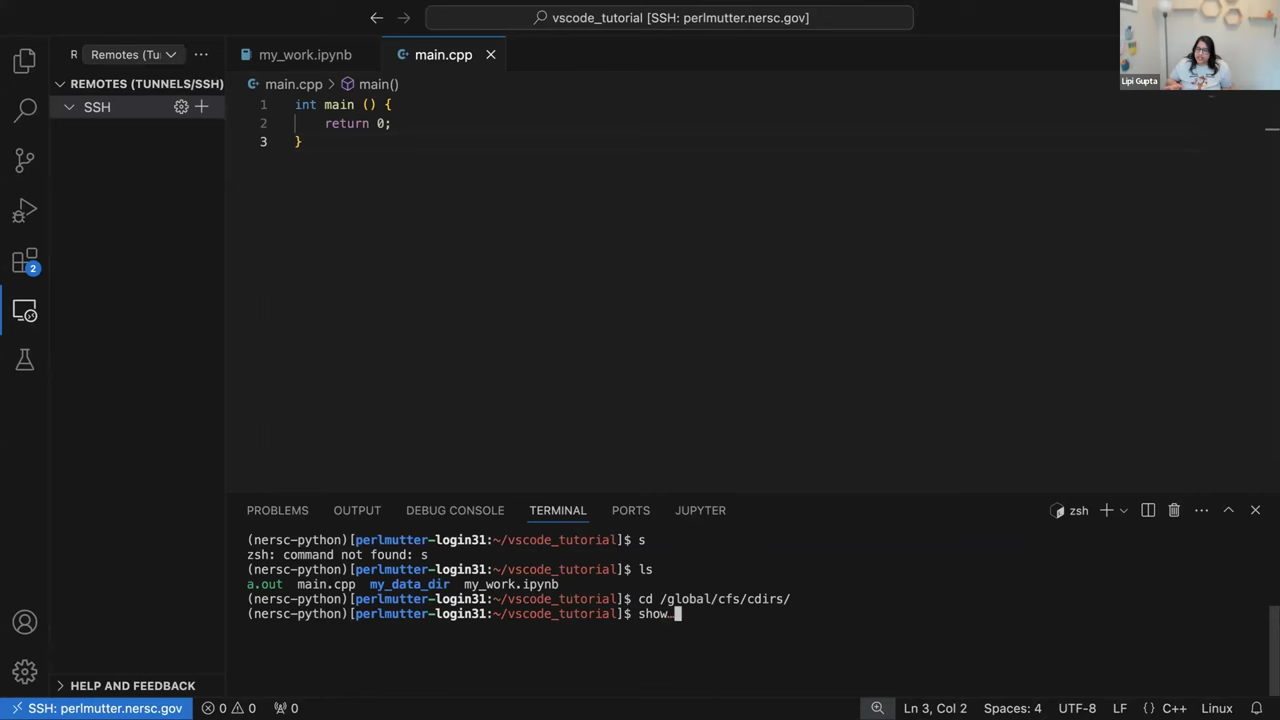 vscode_tutorial [SSH: perlmutter.nersc.gov]
Lipi Gupta
R Remotes (Tu
my_work.ipynb
main.cpp
REMOTES (TUNNELS/SSH)
SSH
main.cpp > main()
1 int main () {
2 return 0;
3 }
2
PROBLEMS OUTPUT DEBUG CONSOLE TERMINAL PORTS JUPYTER
zsh
(nersc-python)[perlmutter-login31:~/vscode_tutorial]$ s
zsh: command not found: s
(nersc-python)[perlmutter-login31:~/vscode_tutorial]$ ls
a.out main.cpp my_data_dir my_work.ipynb
(nersc-python)[perlmutter-login31:~/vscode_tutorial]$ cd /global/cfs/cdirs/
(nersc-python)[perlmutter-login31:~/vscode_tutorial]$ show…
HELP AND FEEDBACK
SSH: perlmutter.nersc.gov 0 0 0 Ln 3, Col 2 Spaces: 4 UTF-8 LF {} C++ Linux